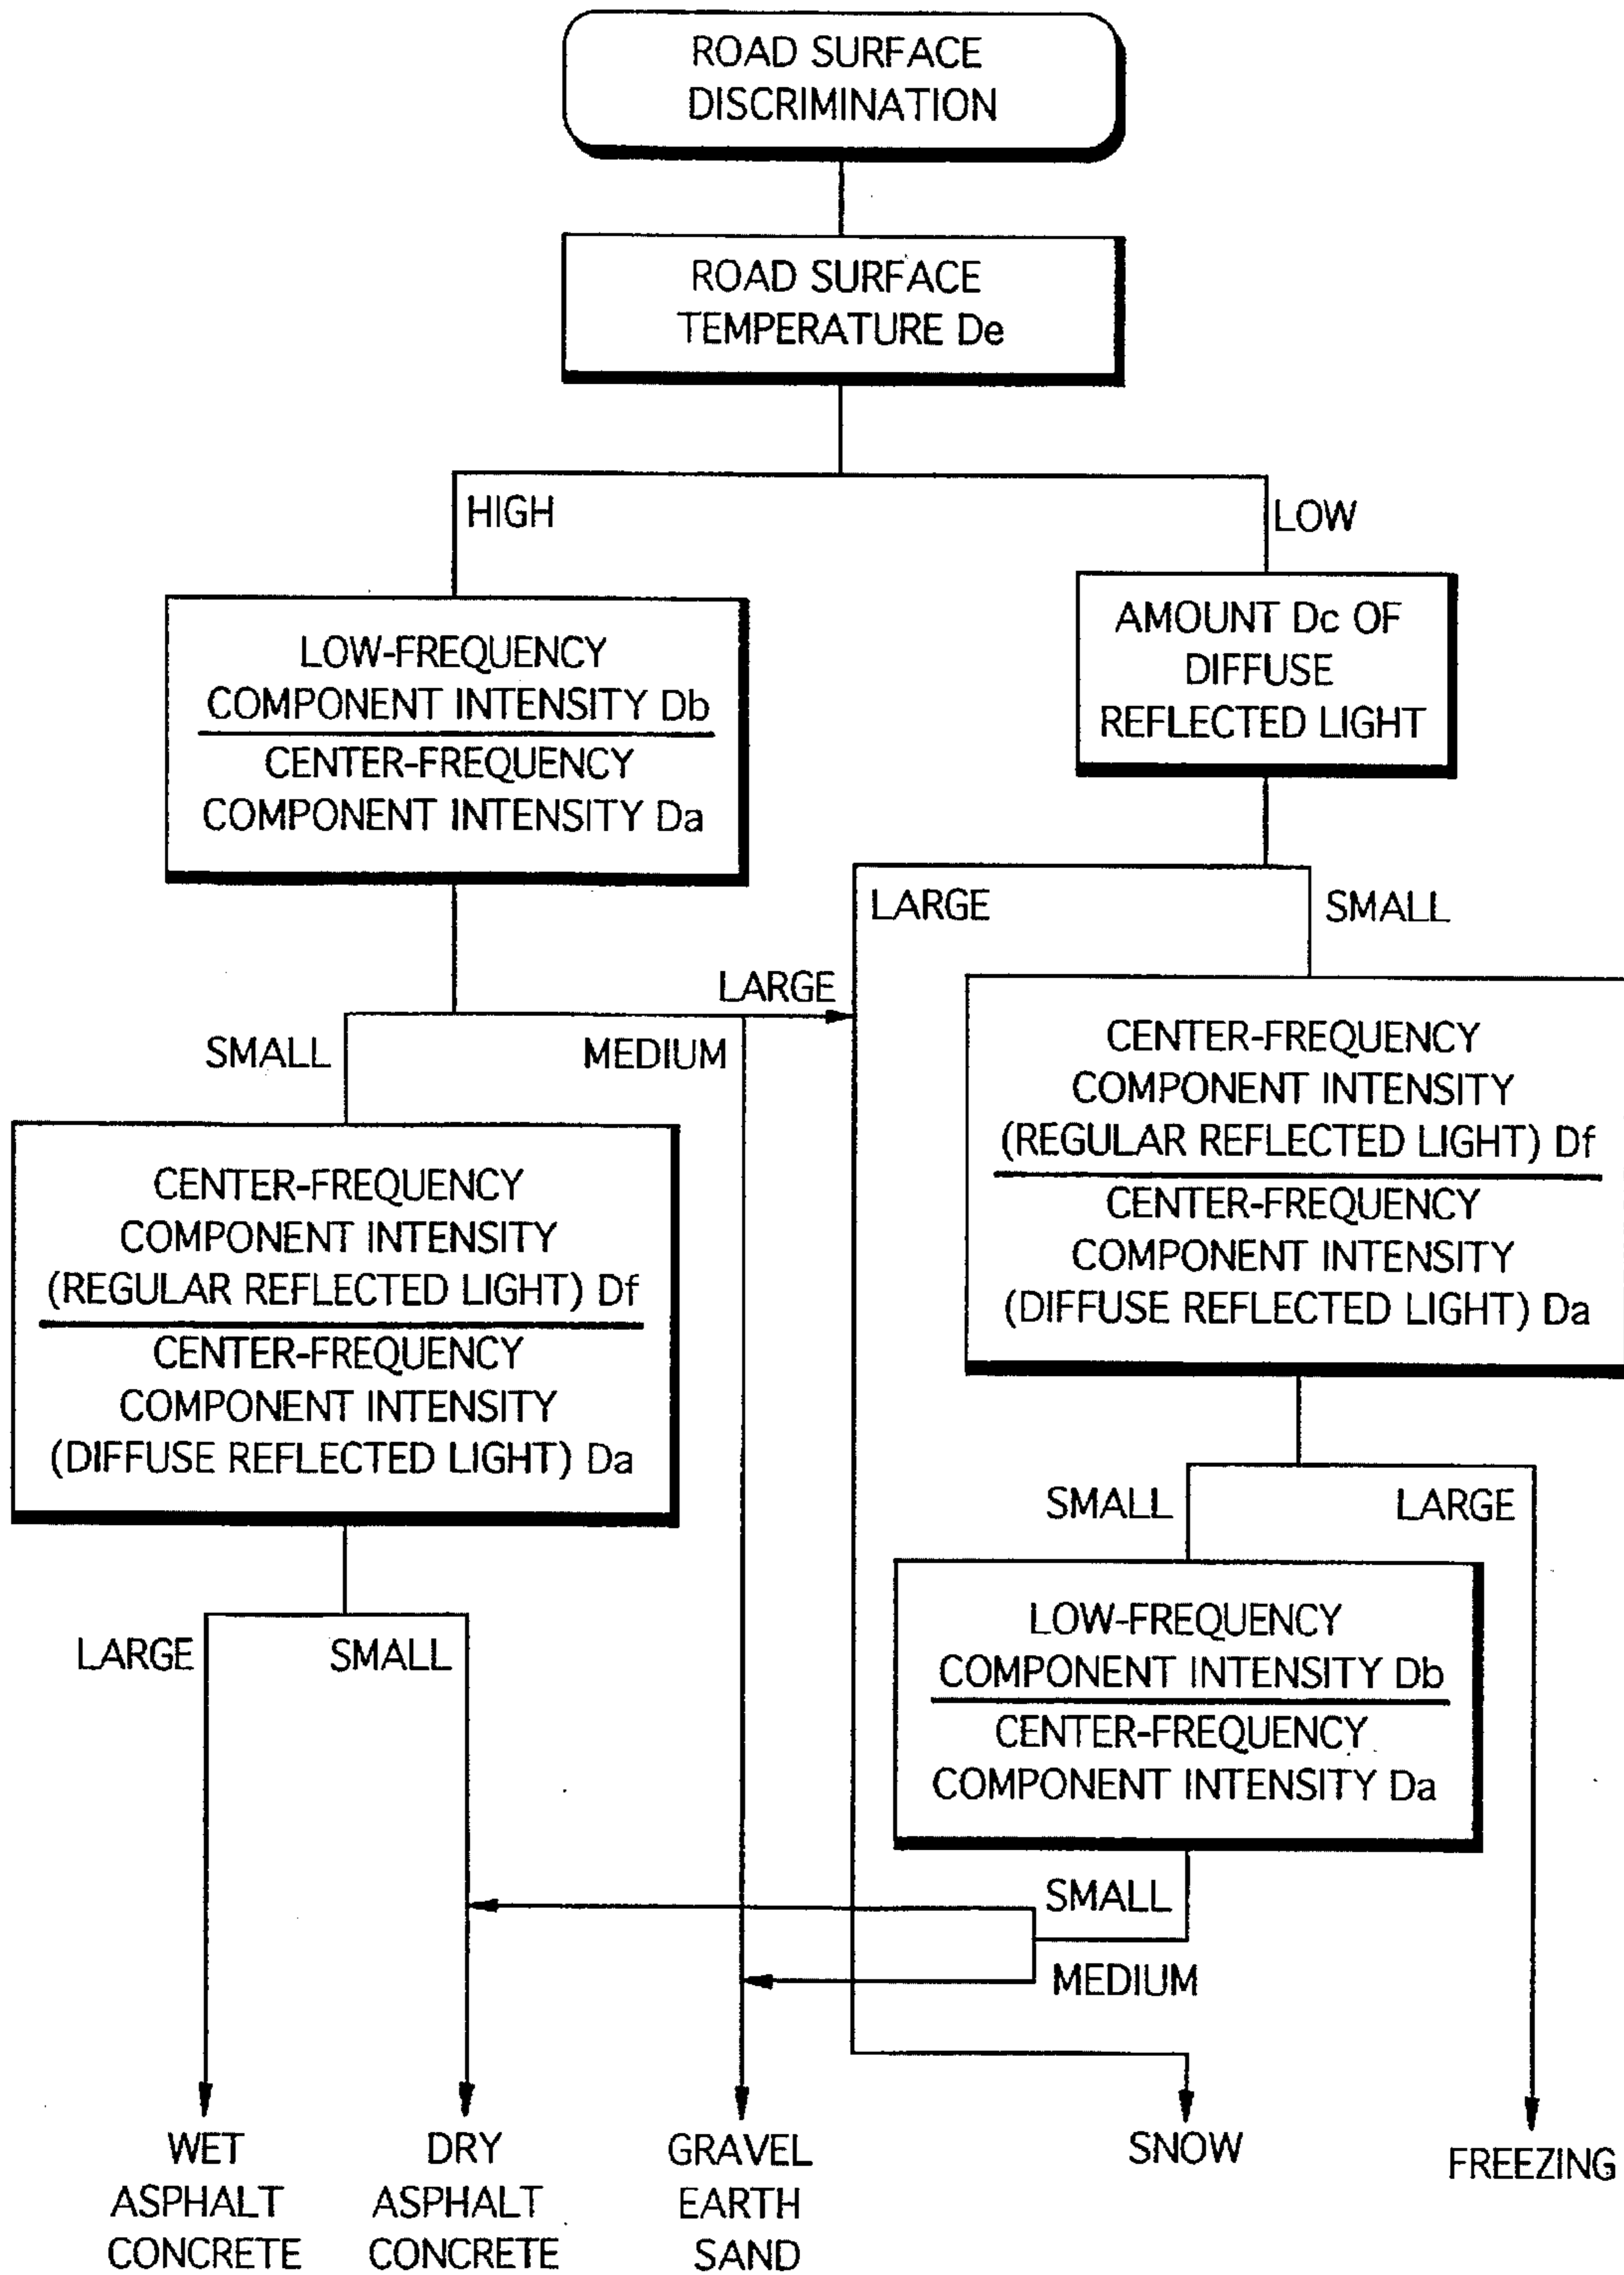 ROAD SURFACE
DISCRIMINATION
ROAD SURFACE
TEMPERATURE De
HIGH
LOW
LOW-FREQUENCY
COMPONENT INTENSITY Db
CENTER-FREQUENCY
COMPONENT INTENSITY Da
AMOUNT Dc OF
DIFFUSE
REFLECTED LIGHT
LARGE
SMALL
LARGE
SMALL
MEDIUM
CENTER-FREQUENCY
COMPONENT INTENSITY
(REGULAR REFLECTED LIGHT) Df
CENTER-FREQUENCY
COMPONENT INTENSITY
(DIFFUSE REFLECTED LIGHT) Da
CENTER-FREQUENCY
COMPONENT INTENSITY
(REGULAR REFLECTED LIGHT) Df
CENTER-FREQUENCY
COMPONENT INTENSITY
(DIFFUSE REFLECTED LIGHT) Da
SMALL
LARGE
LARGE
SMALL
LOW-FREQUENCY
COMPONENT INTENSITY Db
CENTER-FREQUENCY
COMPONENT INTENSITY Da
SMALL
MEDIUM
WET
ASPHALT
CONCRETE
DRY
ASPHALT
CONCRETE
GRAVEL
EARTH
SAND
SNOW
FREEZING